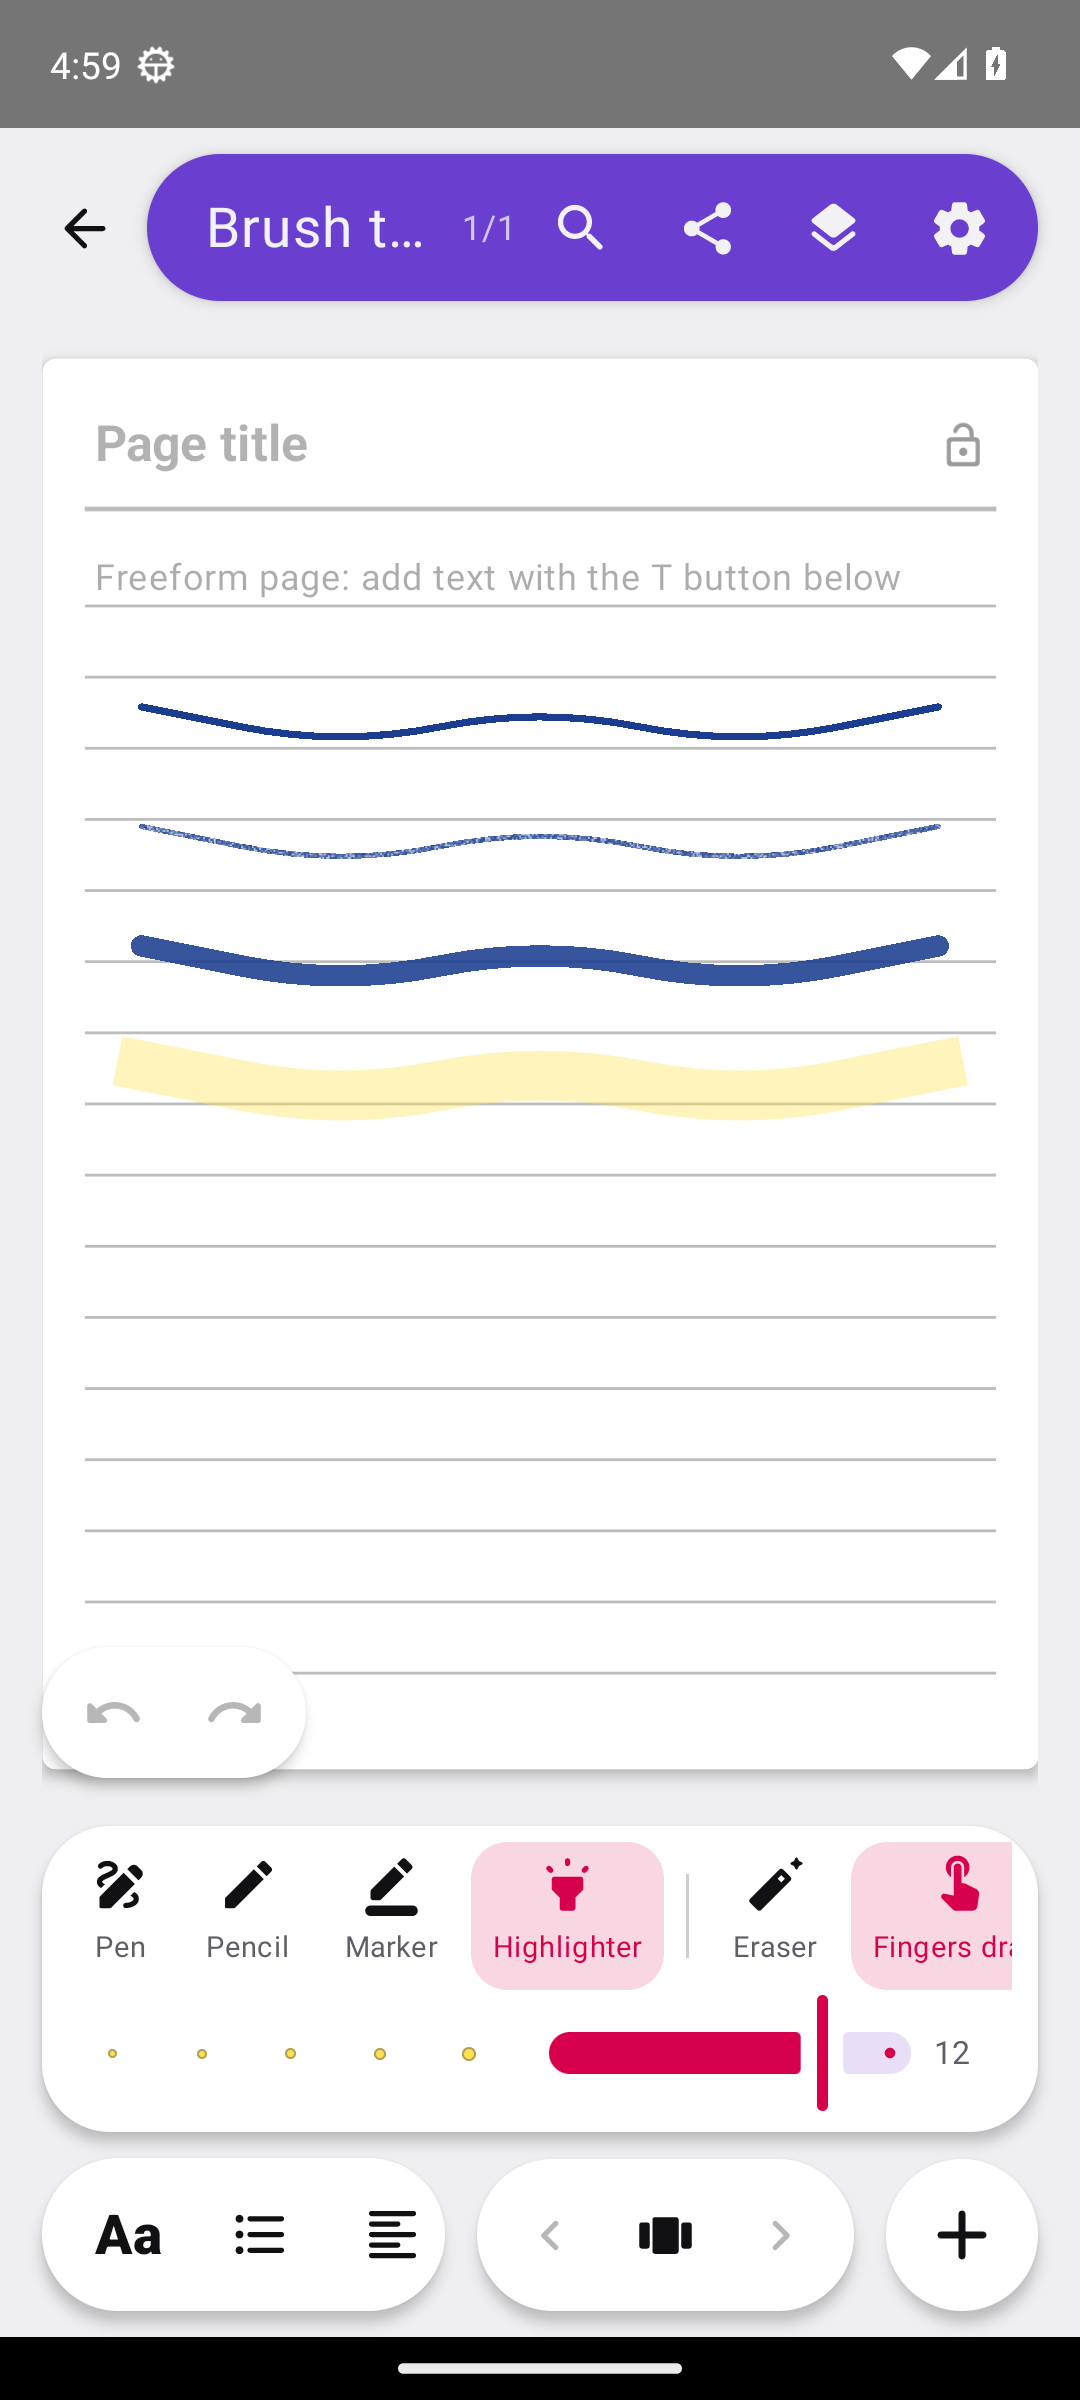 4:59
Brush t... 1/1
Page title
Freeform page: add text with the T button below
Pen Pencil Marker Highlighter Eraser Fingers dra
12
Aa